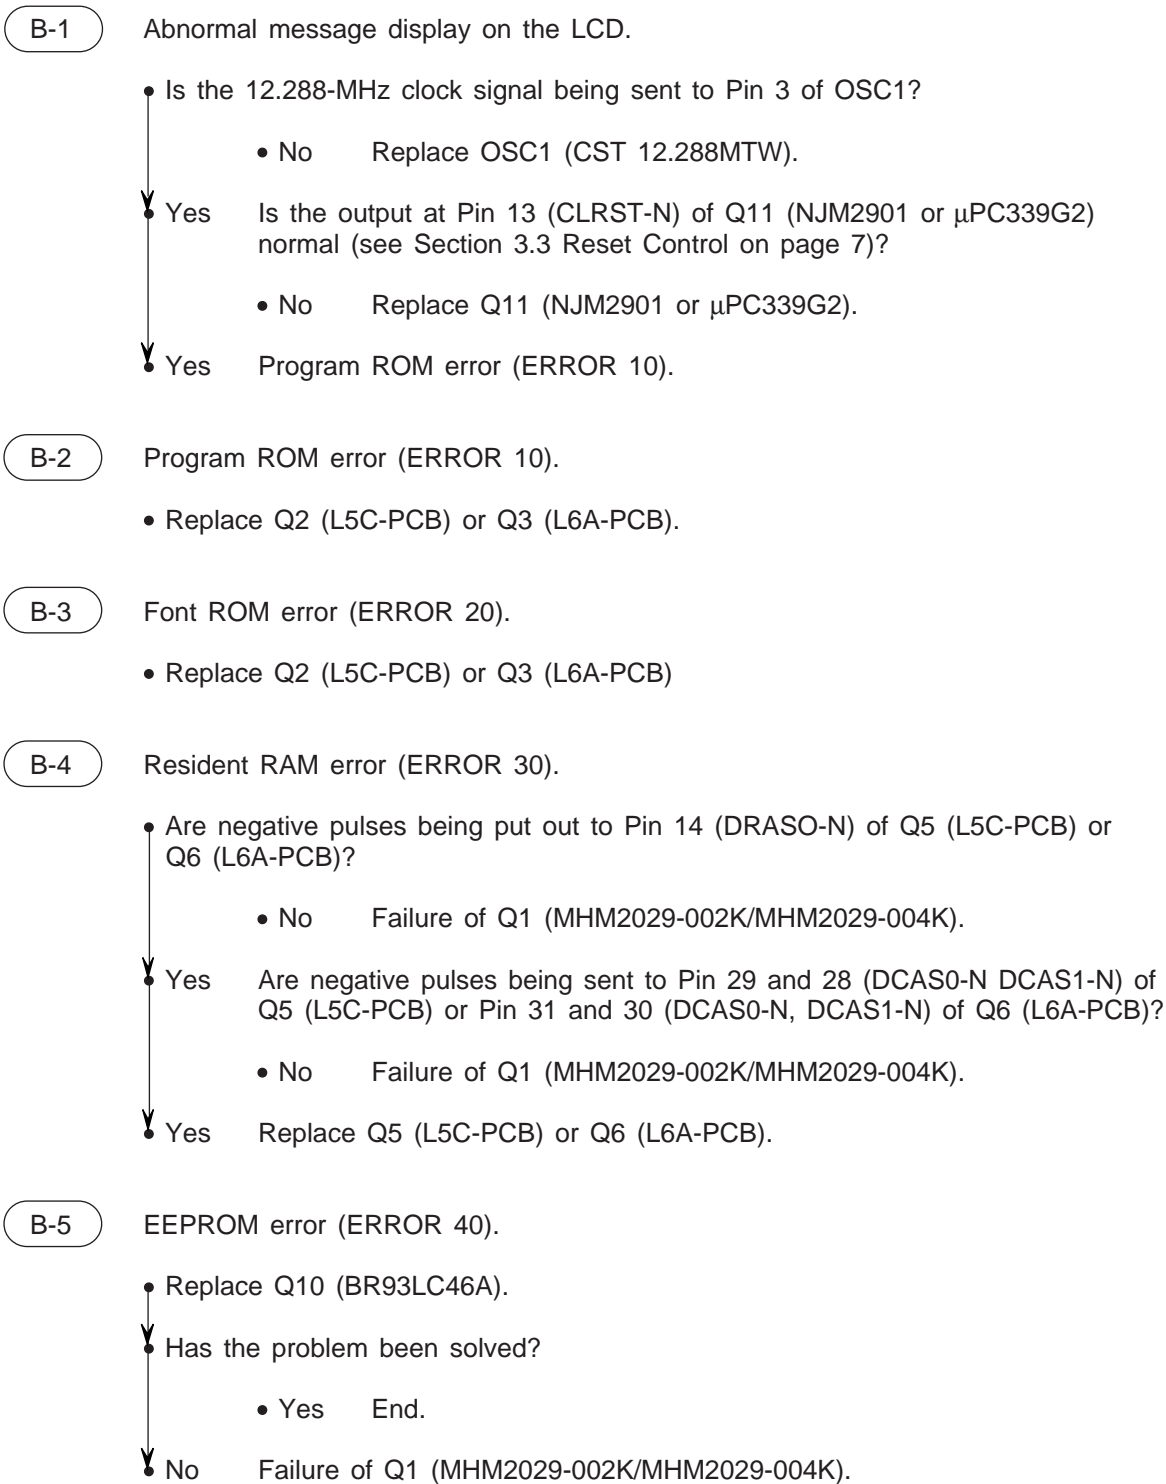 B-1 Abnormal message display on the LCD.
• Is the 12.288-MHz clock signal being sent to Pin 3 of OSC1?
• No Replace OSC1 (CST 12.288MTW).
• Yes Is the output at Pin 13 (CLRST-N) of Q11 (NJM2901 or µPC339G2)
normal (see Section 3.3 Reset Control on page 7)?
• No Replace Q11 (NJM2901 or µPC339G2).
• Yes Program ROM error (ERROR 10).
B-2 Program ROM error (ERROR 10).
• Replace Q2 (L5C-PCB) or Q3 (L6A-PCB).
B-3 Font ROM error (ERROR 20).
• Replace Q2 (L5C-PCB) or Q3 (L6A-PCB)
B-4 Resident RAM error (ERROR 30).
• Are negative pulses being put out to Pin 14 (DRASO-N) of Q5 (L5C-PCB) or
Q6 (L6A-PCB)?
• No Failure of Q1 (MHM2029-002K/MHM2029-004K).
• Yes Are negative pulses being sent to Pin 29 and 28 (DCAS0-N DCAS1-N) of
Q5 (L5C-PCB) or Pin 31 and 30 (DCAS0-N, DCAS1-N) of Q6 (L6A-PCB)?
• No Failure of Q1 (MHM2029-002K/MHM2029-004K).
• Yes Replace Q5 (L5C-PCB) or Q6 (L6A-PCB).
B-5 EEPROM error (ERROR 40).
• Replace Q10 (BR93LC46A).
• Has the problem been solved?
• Yes End.
• No Failure of Q1 (MHM2029-002K/MHM2029-004K).